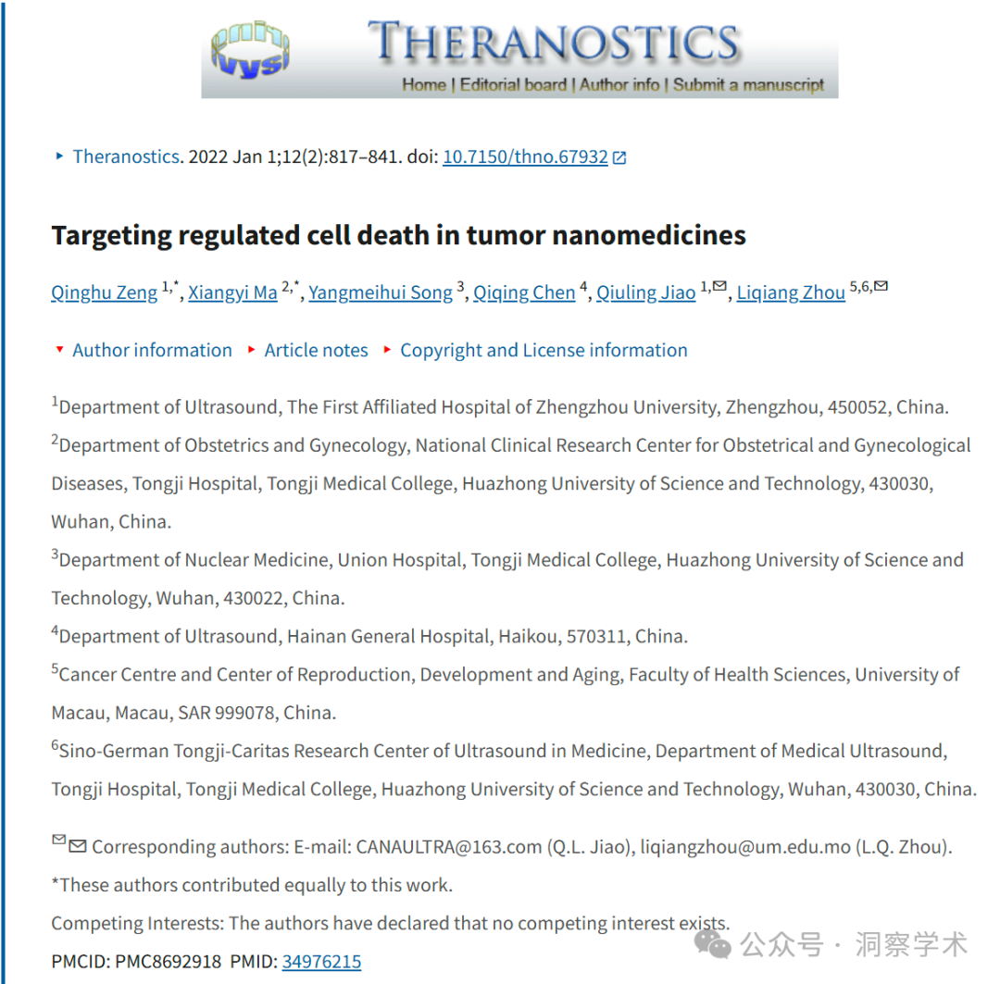 THERANOSTICS
Home | Editorial board | Author info | Submit a manuscript
Theranostics. 2022 Jan 1;12(2):817–841. doi: 10.7150/thno.67932
Targeting regulated cell death in tumor nanomedicines
Qinghu Zeng 1,*, Xiangyi Ma 2,*, Yangmeihui Song 3, Qiqing Chen 4, Qiuling Jiao 1,✉, Liqiang Zhou 5,6,✉
Author information Article notes Copyright and License information
1Department of Ultrasound, The First Affiliated Hospital of Zhengzhou University, Zhengzhou, 450052, China.
2Department of Obstetrics and Gynecology, National Clinical Research Center for Obstetrical and Gynecological
Diseases, Tongji Hospital, Tongji Medical College, Huazhong University of Science and Technology, 430030,
Wuhan, China.
3Department of Nuclear Medicine, Union Hospital, Tongji Medical College, Huazhong University of Science and
Technology, Wuhan, 430022, China.
4Department of Ultrasound, Hainan General Hospital, Haikou, 570311, China.
5Cancer Centre and Center of Reproduction, Development and Aging, Faculty of Health Sciences, University of
Macau, Macau, SAR 999078, China.
6Sino-German Tongji-Caritas Research Center of Ultrasound in Medicine, Department of Medical Ultrasound,
Tongji Hospital, Tongji Medical College, Huazhong University of Science and Technology, Wuhan, 430030, China.
✉✉ Corresponding authors: E-mail: CANAULTRA@163.com (Q.L. Jiao), liqiangzhou@um.edu.mo (L.Q. Zhou).
*These authors contributed equally to this work.
Competing Interests: The authors have declared that no competing interest exists.
PMCID: PMC8692918 PMID: 34976215
公众号 · 洞察学术